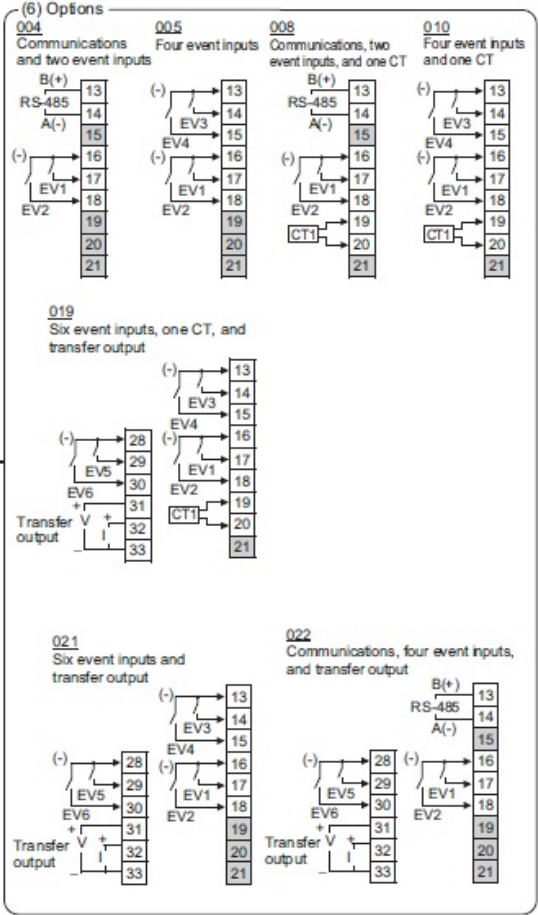 (6) Options
004
Communications
and two event inputs
B(+)
RS-485
A(-)
13
14
15
(-)
EV1
EV2
16
17
18
19
20
21
005
Four event inputs
(-)
EV3
EV4
13
14
15
(-)
EV1
EV2
16
17
18
19
20
21
008
Communications, two
event inputs, and one CT
B(+)
RS-485
A(-)
13
14
15
(-)
EV1
EV2
16
17
18
CT1
19
20
21
010
Four event inputs
and one CT
(-)
EV3
EV4
13
14
15
(-)
EV1
EV2
16
17
18
CT1
19
20
21
019
Six event inputs, one CT, and
transfer output
(-)
EV5
EV6
28
29
30
Transfer
output
+
V
+
I
–
31
32
33
(-)
EV3
EV4
13
14
15
(-)
EV1
EV2
16
17
18
CT1
19
20
21
021
Six event inputs and
transfer output
(-)
EV5
EV6
28
29
30
Transfer
output
+
V
+
I
–
31
32
33
(-)
EV3
EV4
13
14
15
(-)
EV1
EV2
16
17
18
19
20
21
022
Communications, four event inputs,
and transfer output
B(+)
RS-485
A(-)
13
14
15
(-)
EV5
EV6
28
29
30
Transfer
output
+
V
+
I
–
31
32
33
(-)
EV1
EV2
16
17
18
19
20
21